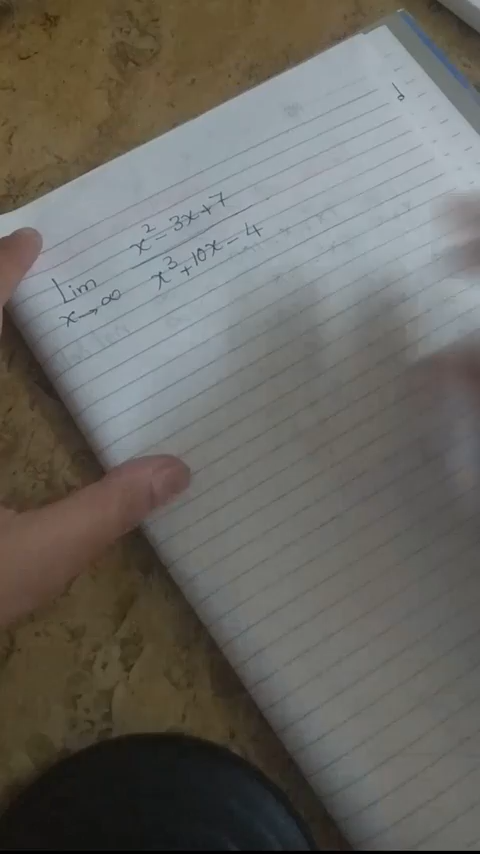 Lim x→∞ x² - 3x + 7 / x³ + 10x - 4